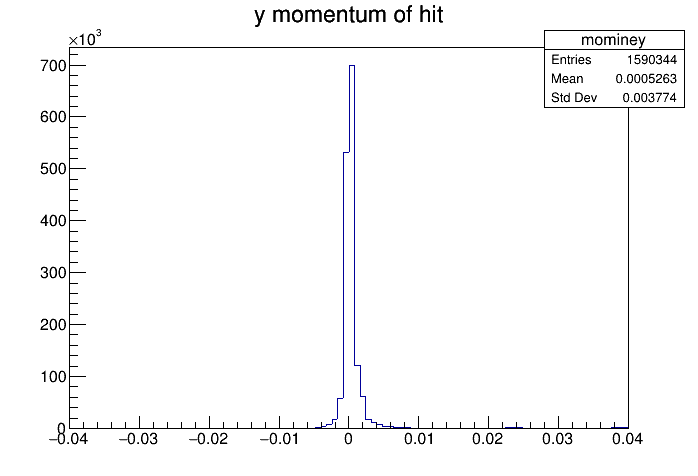 y momentum of hit
×10³
mominey
Entries 1590344
Mean 0.0005263
Std Dev 0.003774
700
600
500
400
300
200
100
0
−0.04 −0.03 −0.02 −0.01 0 0.01 0.02 0.03 0.04